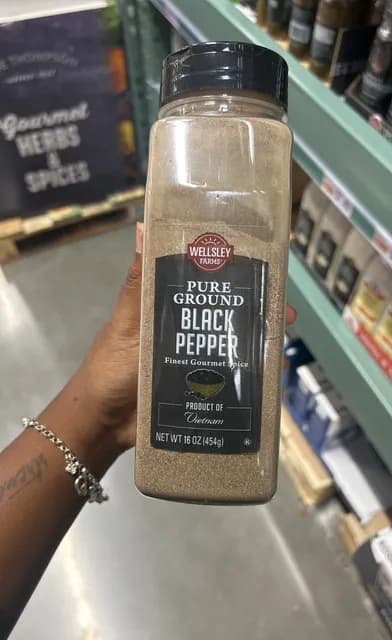 THOMPSON
Gourmet
HERBS
&
SPICES
WELLSLEY
FARMS
PURE
GROUND
BLACK
PEPPER
Finest Gourmet Spice
PRODUCT OF
Vietnam
NET WT 16 OZ (454g)